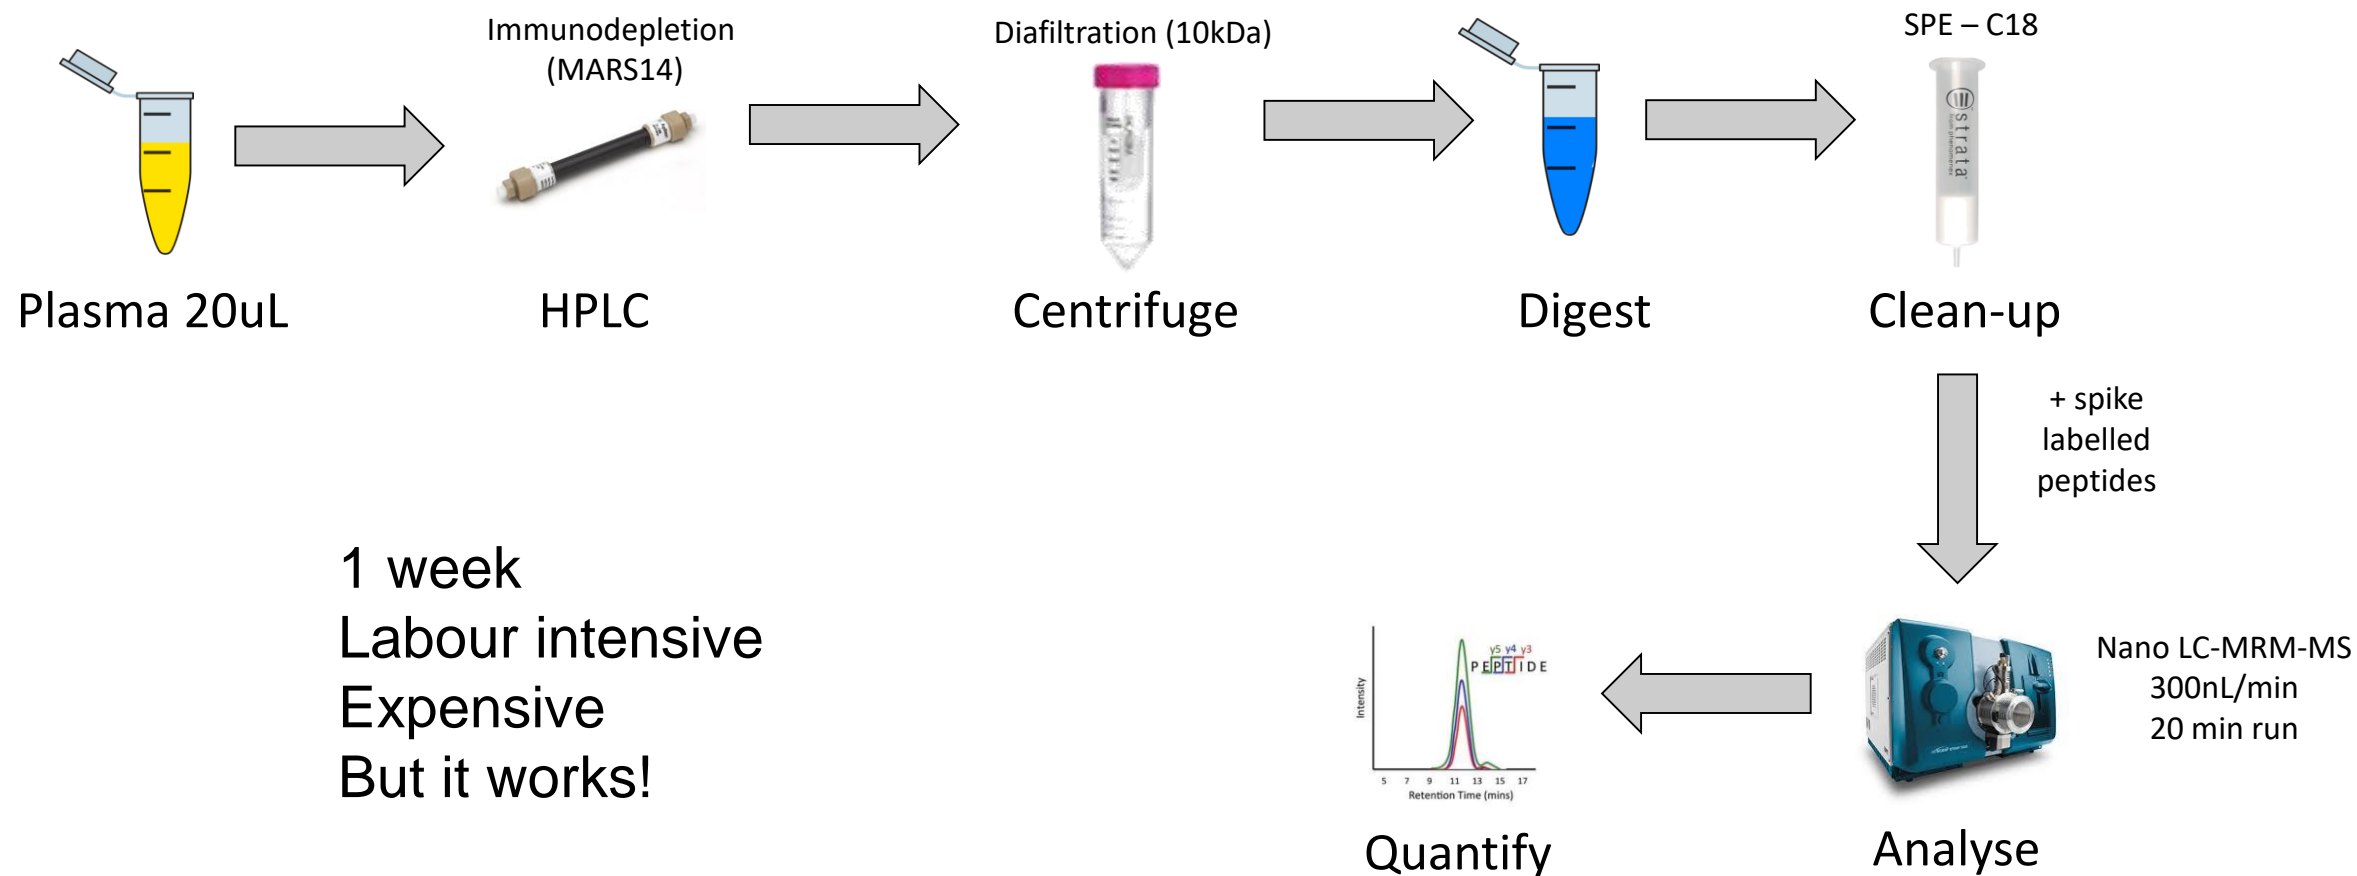 Immunodepletion
(MARS14)
Diafiltration (10kDa)
SPE – C18
strata
Plasma 20uL
HPLC
Centrifuge
Digest
Clean-up
+ spike
labelled
peptides
1 week
Labour intensive
Expensive
But it works!
y5 y4 y3
PEPTIDE
Intensity
5 7 9 11 13 15 17
Retention Time (mins)
Nano LC-MRM-MS
300nL/min
20 min run
Quantify
Analyse